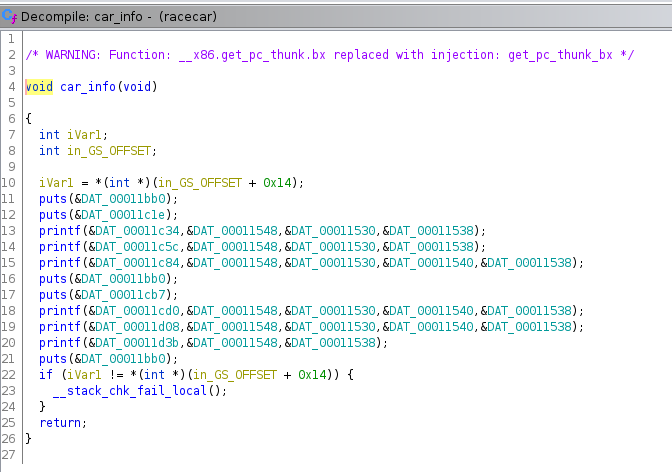 Decompile: car_info - (racecar)
1
2 /* WARNING: Function: __x86.get_pc_thunk.bx replaced with injection: get_pc_thunk_bx */
3
4 void car_info(void)
5
6 {
7 int iVar1;
8 int in_GS_OFFSET;
9
10 iVar1 = *(int *)(in_GS_OFFSET + 0x14);
11 puts(&DAT_00011bb0);
12 puts(&DAT_00011c1e);
13 printf(&DAT_00011c34,&DAT_00011548,&DAT_00011530,&DAT_00011538);
14 printf(&DAT_00011c5c,&DAT_00011548,&DAT_00011530,&DAT_00011538);
15 printf(&DAT_00011c84,&DAT_00011548,&DAT_00011530,&DAT_00011540,&DAT_00011538);
16 puts(&DAT_00011bb0);
17 puts(&DAT_00011cb7);
18 printf(&DAT_00011cd0,&DAT_00011548,&DAT_00011530,&DAT_00011540,&DAT_00011538);
19 printf(&DAT_00011d08,&DAT_00011548,&DAT_00011530,&DAT_00011540,&DAT_00011538);
20 printf(&DAT_00011d3b,&DAT_00011548,&DAT_00011538);
21 puts(&DAT_00011bb0);
22 if (iVar1 != *(int *)(in_GS_OFFSET + 0x14)) {
23 __stack_chk_fail_local();
24 }
25 return;
26 }
27